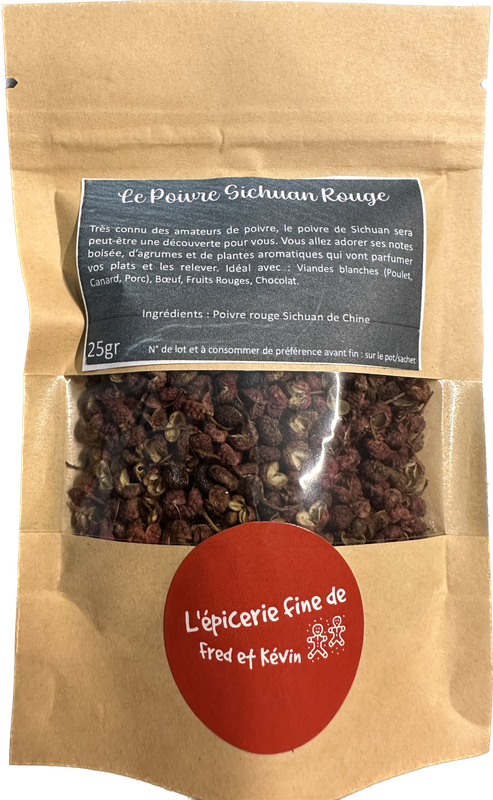 Le Poivre Sichuan Rouge
Très connu des amateurs de poivre, le poivre de Sichuan sera
peut-être une découverte pour vous. Vous allez adorer ses notes
boisée, d'agrumes et de plantes aromatiques qui vont parfumer
vos plats et les relever. Idéal avec : Viandes blanches (Poulet,
Canard, Porc), Bœuf, Fruits Rouges, Chocolat.
Ingrédients : Poivre rouge Sichuan de Chine
25gr
N° de lot et à consommer de préférence avant fin : sur le pot/sachet
L'épicerie fine de
Fred et Kévin